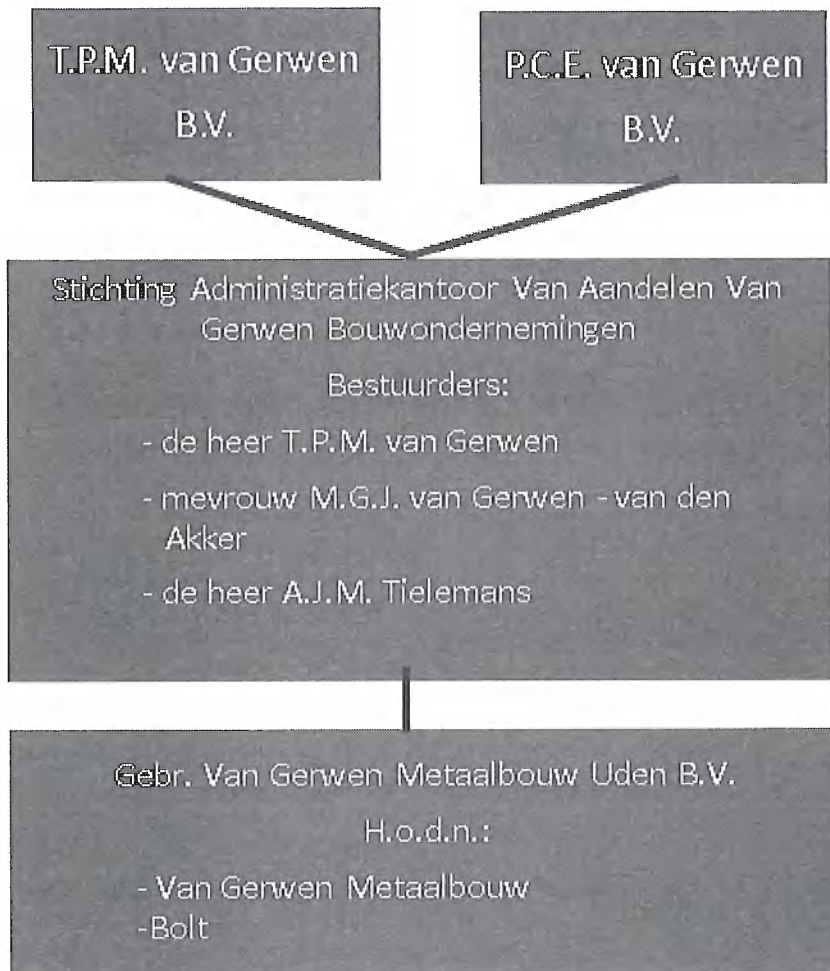 T.P.M. van Gerwen
B.V.
P.C.E. van Gerwen
B.V.
Stichting Administratiekantoor Van Aandelen Van
Gerwen Bouwondernemingen
Bestuurders:
- de heer T.P.M. van Gerwen
- mevrouw M.G.J. van Gerwen - van den
Akker
- de heer A.J.M. Tielemans
Gebr. Van Gerwen Metaalbouw Uden B.V.
H.o.d.n.:
- Van Gerwen Metaalbouw
-Bolt